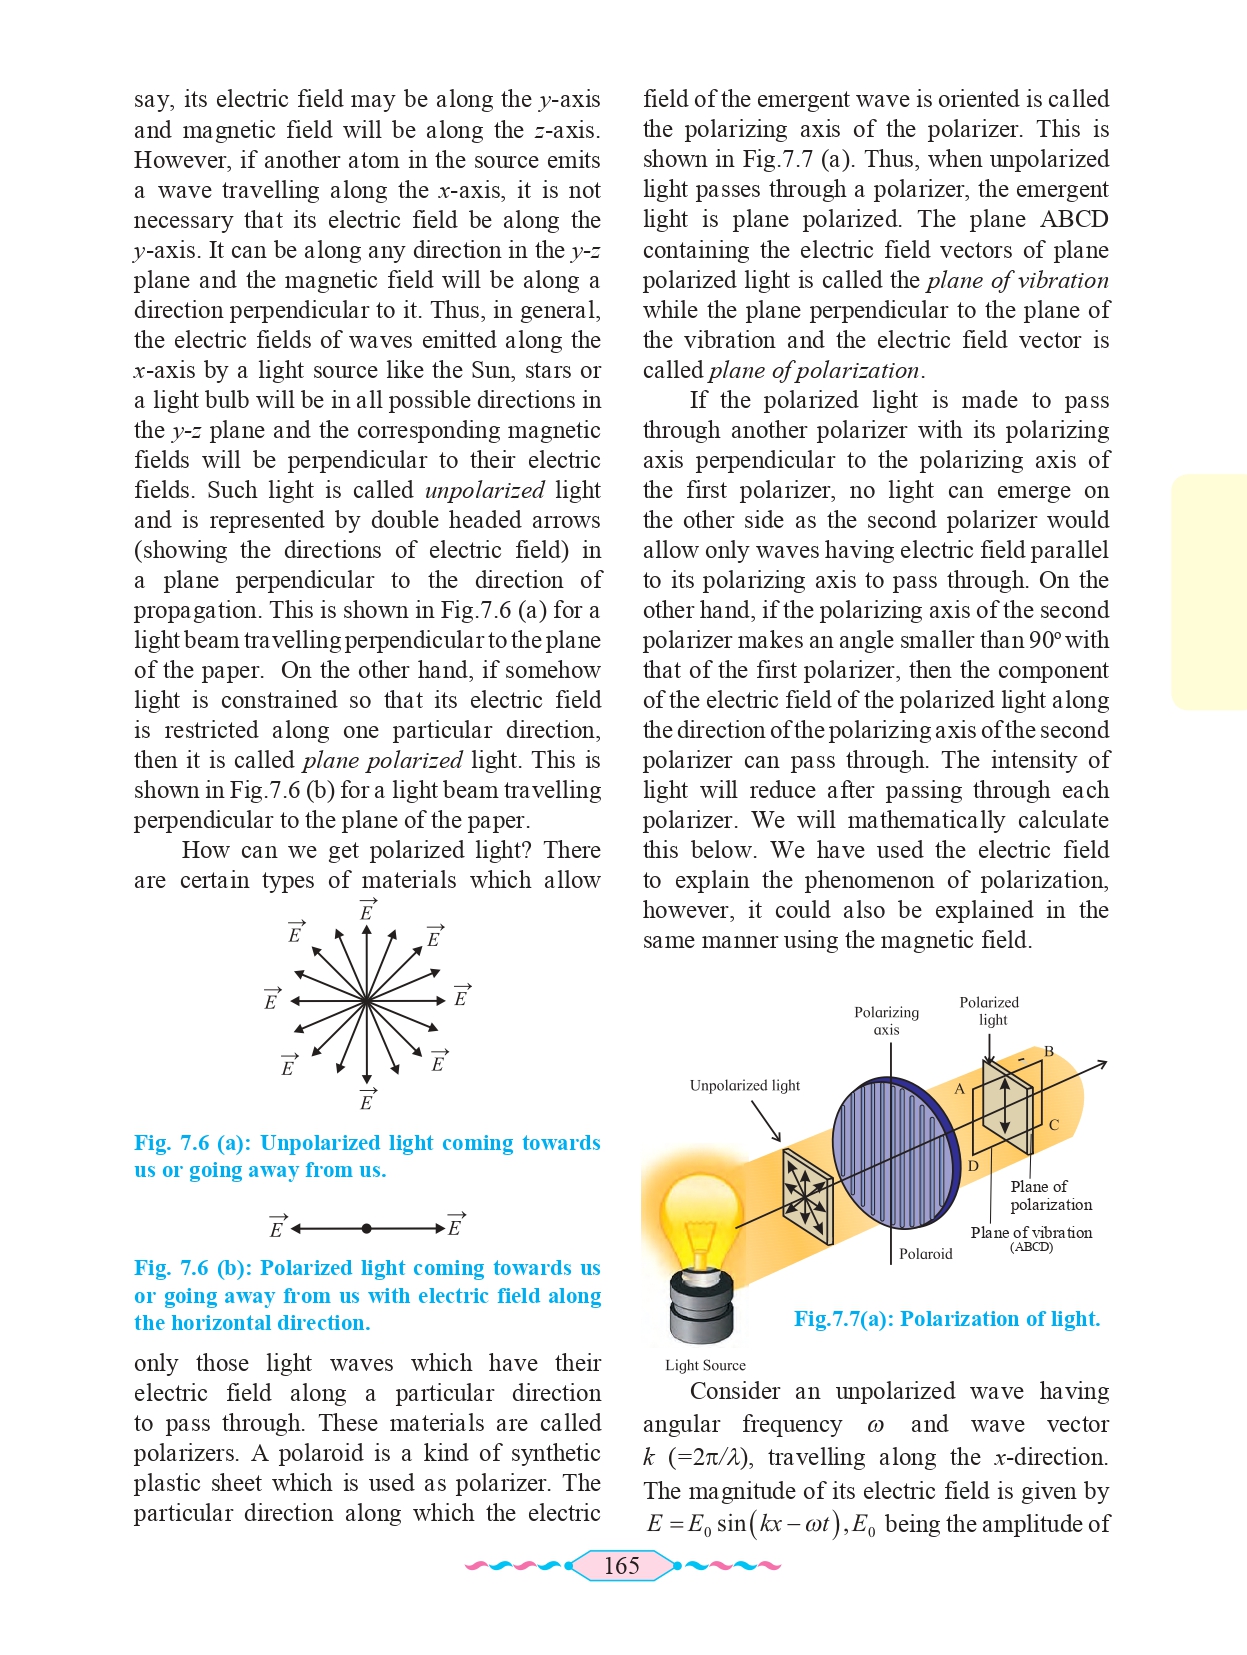 say, its electric field may be along the y-axis
and magnetic field will be along the z-axis.
However, if another atom in the source emits
a wave travelling along the x-axis, it is not
necessary that its electric field be along the
y-axis. It can be along any direction in the y-z
plane and the magnetic field will be along a
direction perpendicular to it. Thus, in general,
the electric fields of waves emitted along the
x-axis by a light source like the Sun, stars or
a light bulb will be in all possible directions in
the y-z plane and the corresponding magnetic
fields will be perpendicular to their electric
fields. Such light is called unpolarized light
and is represented by double headed arrows
(showing the directions of electric field) in
a plane perpendicular to the direction of
propagation. This is shown in Fig.7.6 (a) for a
light beam travelling perpendicular to the plane
of the paper. On the other hand, if somehow
light is constrained so that its electric field
is restricted along one particular direction,
then it is called plane polarized light. This is
shown in Fig.7.6 (b) for a light beam travelling
perpendicular to the plane of the paper.
How can we get polarized light? There
are certain types of materials which allow
E⃗
E⃗
E⃗
E⃗
E⃗
E⃗
E⃗
E⃗
Fig. 7.6 (a): Unpolarized light coming towards
us or going away from us.
E⃗ E⃗
Fig. 7.6 (b): Polarized light coming towards us
or going away from us with electric field along
the horizontal direction.
only those light waves which have their
electric field along a particular direction
to pass through. These materials are called
polarizers. A polaroid is a kind of synthetic
plastic sheet which is used as polarizer. The
particular direction along which the electric
field of the emergent wave is oriented is called
the polarizing axis of the polarizer. This is
shown in Fig.7.7 (a). Thus, when unpolarized
light passes through a polarizer, the emergent
light is plane polarized. The plane ABCD
containing the electric field vectors of plane
polarized light is called the plane of vibration
while the plane perpendicular to the plane of
the vibration and the electric field vector is
called plane of polarization.
If the polarized light is made to pass
through another polarizer with its polarizing
axis perpendicular to the polarizing axis of
the first polarizer, no light can emerge on
the other side as the second polarizer would
allow only waves having electric field parallel
to its polarizing axis to pass through. On the
other hand, if the polarizing axis of the second
polarizer makes an angle smaller than 90º with
that of the first polarizer, then the component
of the electric field of the polarized light along
the direction of the polarizing axis of the second
polarizer can pass through. The intensity of
light will reduce after passing through each
polarizer. We will mathematically calculate
this below. We have used the electric field
to explain the phenomenon of polarization,
however, it could also be explained in the
same manner using the magnetic field.
Polarizing
axis
Polarized
light
Unpolarized light
A
B
C
D
Plane of
polarization
Plane of vibration
(ABCD)
Polaroid
Fig.7.7(a): Polarization of light.
Light Source
Consider an unpolarized wave having
angular frequency ω and wave vector
k (=2π/λ), travelling along the x-direction.
The magnitude of its electric field is given by
E = E₀ sin(kx – ωt), E₀ being the amplitude of
165